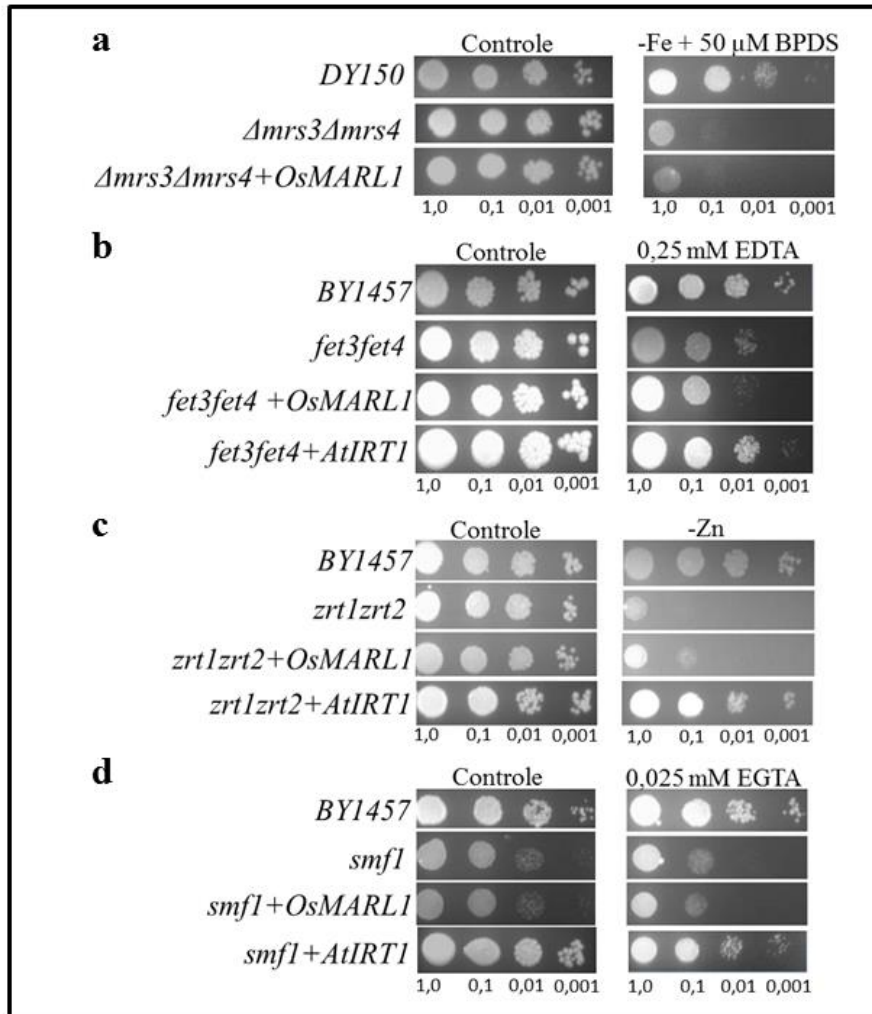 a
Controle -Fe + 50 µM BPDS
DY150
Δmrs3Δmrs4
Δmrs3Δmrs4+OsMARL1
1,0 0,1 0,01 0,001 1,0 0,1 0,01 0,001
b
Controle 0,25 mM EDTA
BY1457
fet3fet4
fet3fet4 +OsMARL1
fet3fet4+AtIRT1
1,0 0,1 0,01 0,001 1,0 0,1 0,01 0,001
c
Controle -Zn
BY1457
zrt1zrt2
zrt1zrt2+OsMARL1
zrt1zrt2+AtIRT1
1,0 0,1 0,01 0,001 1,0 0,1 0,01 0,001
d
Controle 0,025 mM EGTA
BY1457
smf1
smf1+OsMARL1
smf1+AtIRT1
1,0 0,1 0,01 0,001 1,0 0,1 0,01 0,001